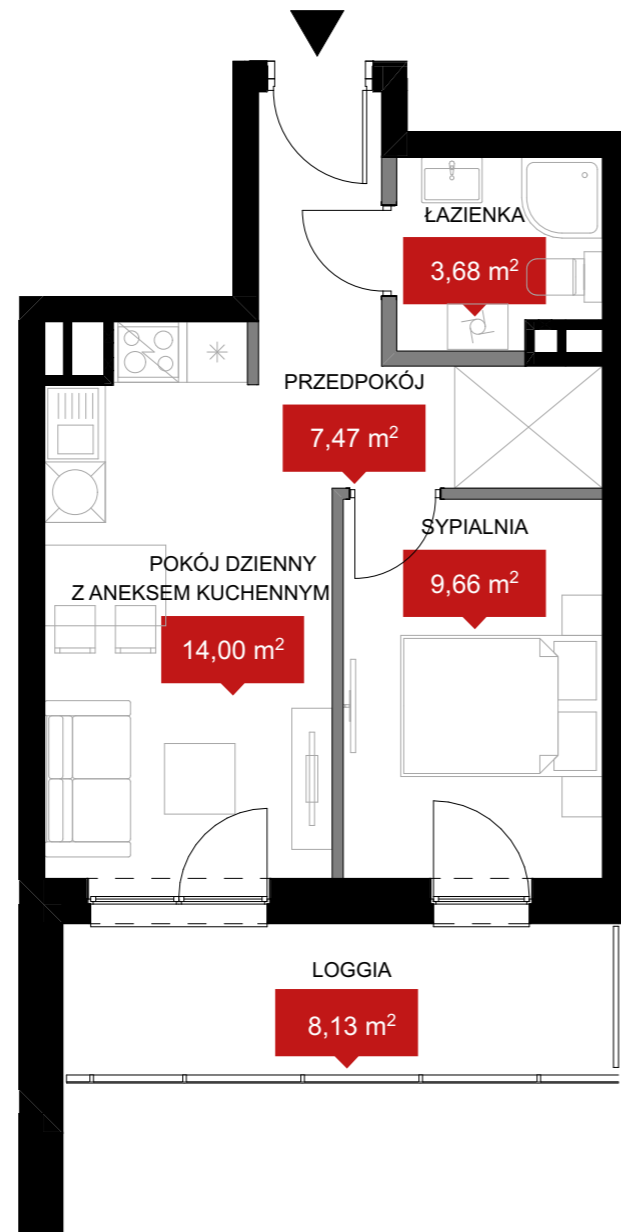 ŁAZIENKA
3,68 m²
PRZEDPOKÓJ
7,47 m²
SYPIALNIA
9,66 m²
POKÓJ DZIENNY
Z ANEKSEM KUCHENNYM
14,00 m²
LOGGIA
8,13 m²